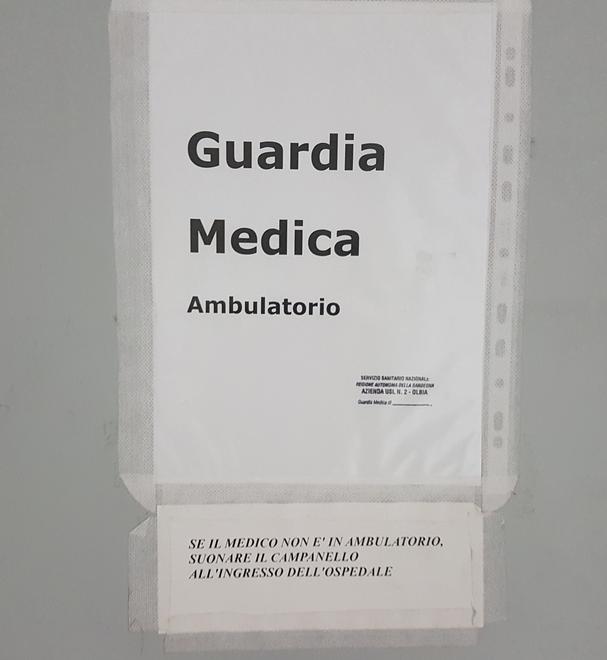 Guardia
Medica
Ambulatorio
SERVIZIO SANITARIO NAZIONALE
REGIONE AUTONOMA DELLA SARDEGNA
AZIENDA USL N. 2 - OLBIA
Guardia Medica di
SE IL MEDICO NON E' IN AMBULATORIO,
SUONARE IL CAMPANELLO
ALL'INGRESSO DELL'OSPEDALE